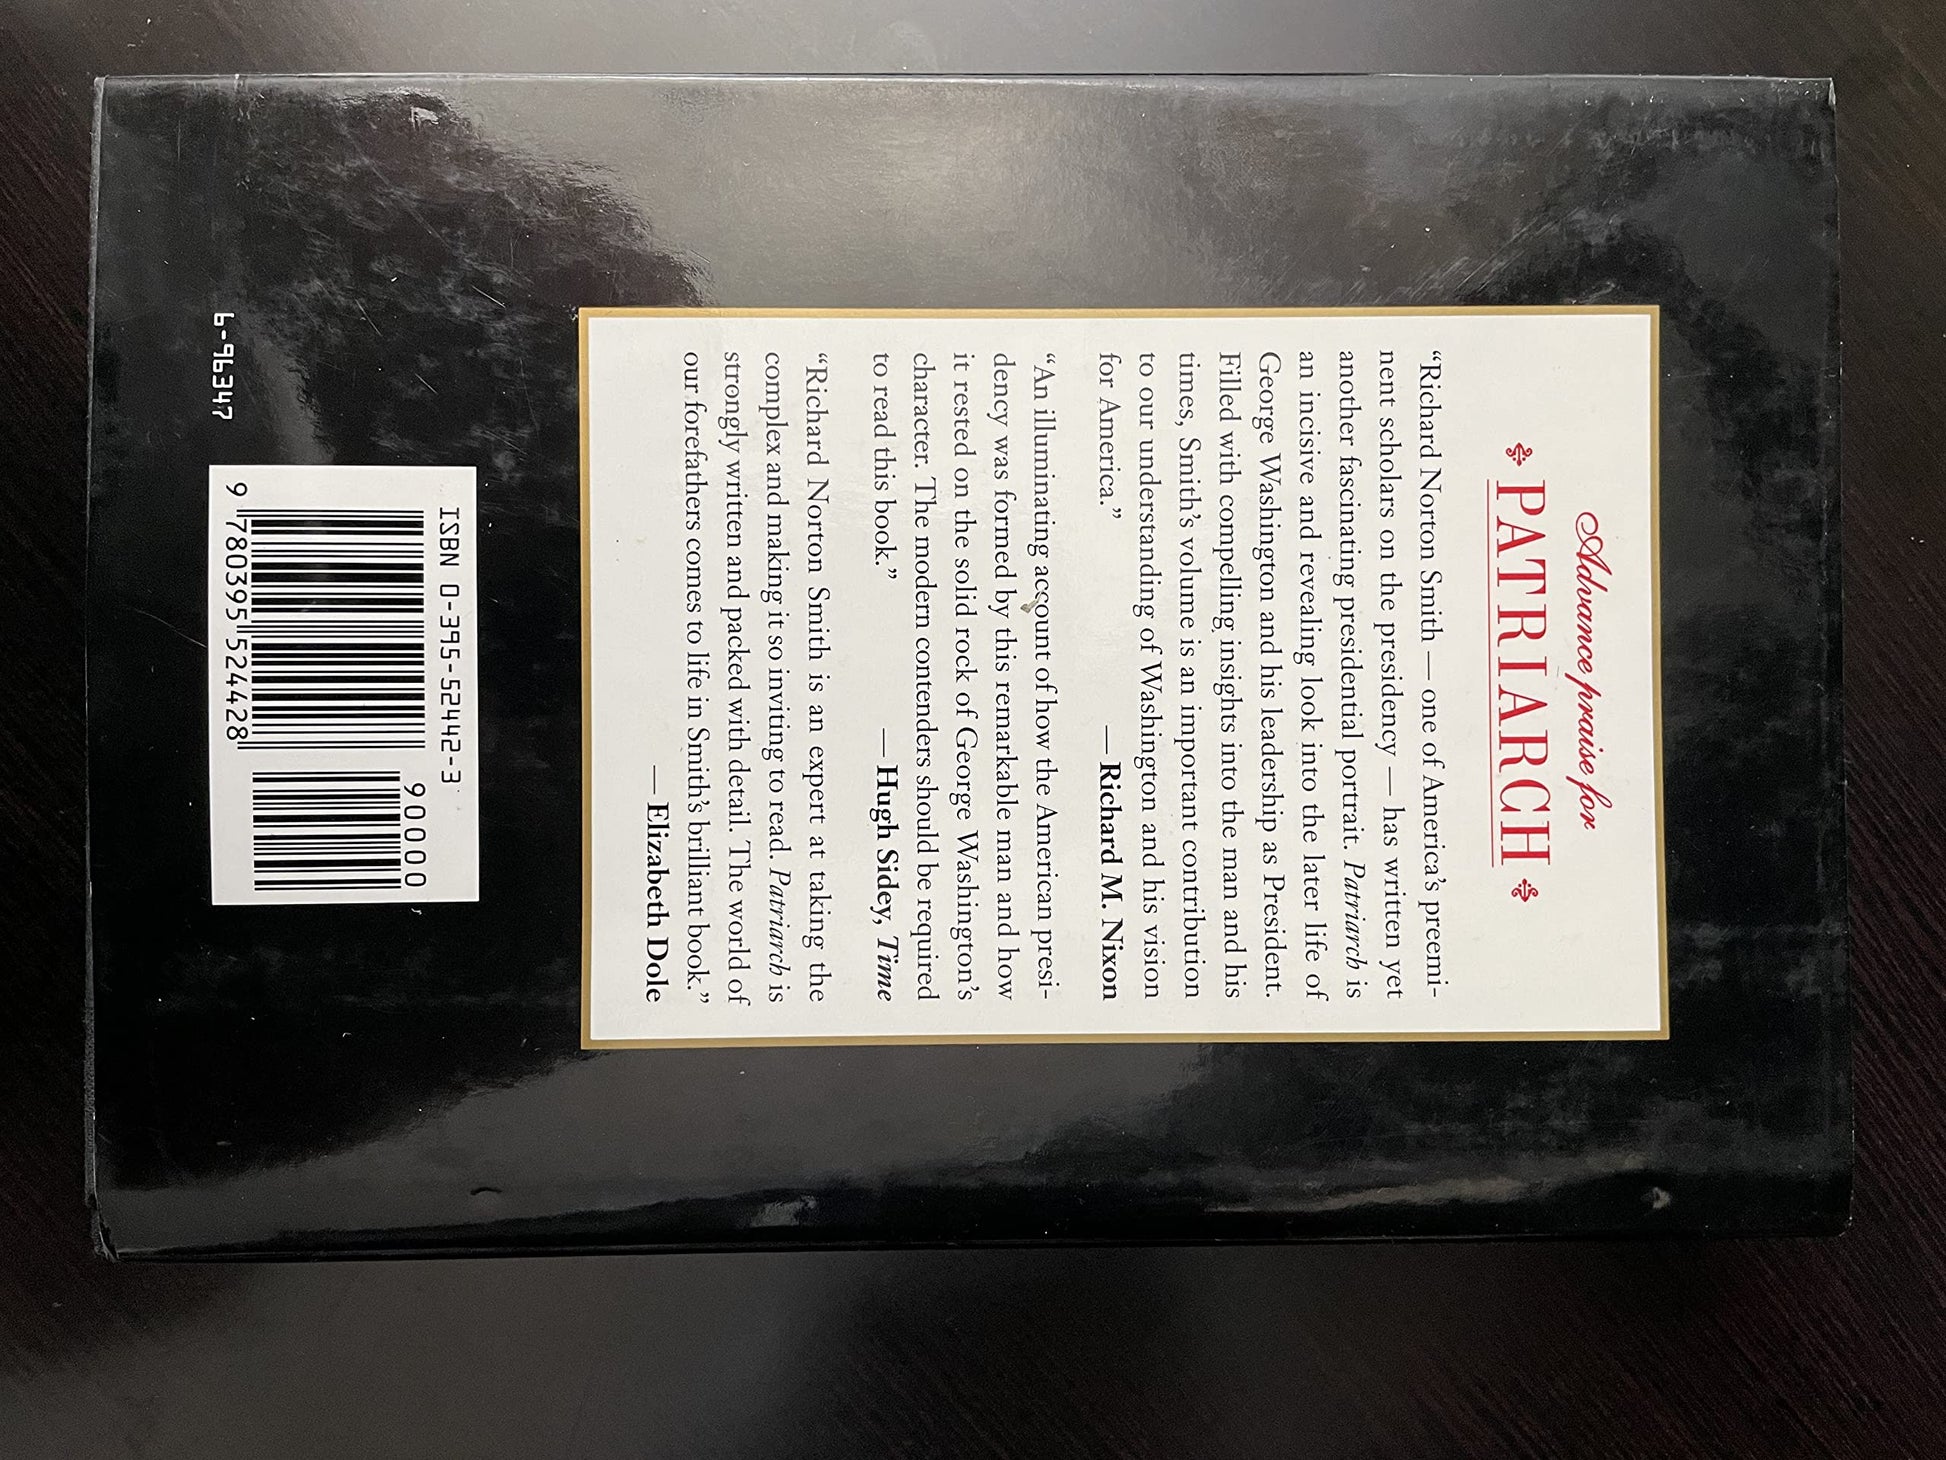 Advance praise for
PATRIARCH
“Richard Norton Smith — one of America’s preemi-
nent scholars on the presidency — has written yet
another fascinating presidential portrait. Patriarch is
an incisive and revealing look into the later life of
George Washington and his leadership as President.
Filled with compelling insights into the man and his
times, Smith’s volume is an important contribution
to our understanding of Washington and his vision
for America.”
— Richard M. Nixon
“An illuminating account of how the American presi-
dency was formed by this remarkable man and how
it rested on the solid rock of George Washington’s
character. The modern contenders should be required
to read this book.”
— Hugh Sidey, Time
“Richard Norton Smith is an expert at taking the
complex and making it so inviting to read. Patriarch is
strongly written and packed with detail. The world of
our forefathers comes to life in Smith’s brilliant book.”
— Elizabeth Dole
ISBN 0-395-52442-3
90000
9 780395 524428
6-96347